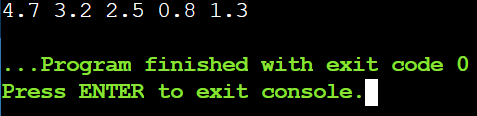 4.7 3.2 2.5 0.8 1.3
...Program finished with exit code 0
Press ENTER to exit console.